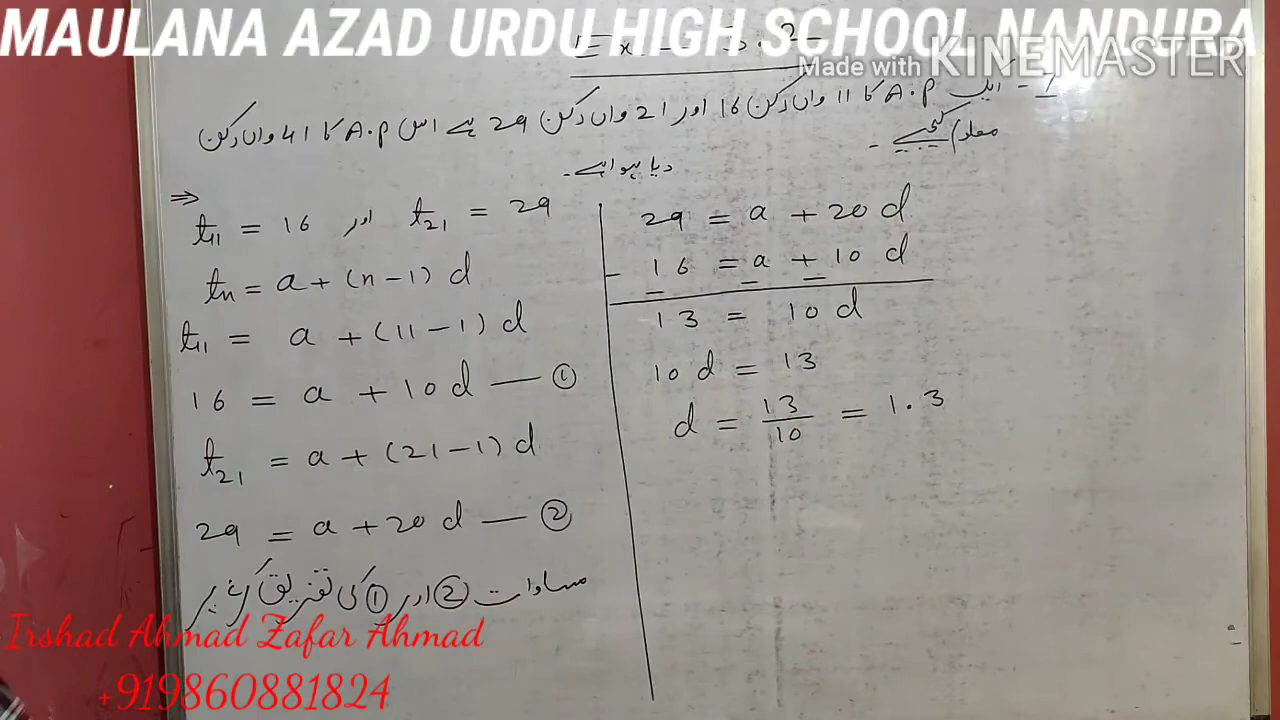 MAULANA AZAD URDU HIGH SCHOOL NANDURA
Made with KINEMASTER
1 - ایک A.P کا 11 واں رکن 16 اور 21 واں رکن 29 ہے اس A.P کا 41 واں رکن
معلوم کیجیے -
دیا ہوا ہے -
⇒ t₁₁ = 16 اور t₂₁ = 29
tₙ = a + (n - 1) d
t₁₁ = a + (11 - 1) d
16 = a + 10 d — ①
t₂₁ = a + (21 - 1) d
29 = a + 20 d — ②
مساوات ② اور ① کی تفریق کرنے پر
29 = a + 20 d
- 16 = a + 10 d
13 = 10 d
10 d = 13
d = 13/10 = 1.3
Irshad Ahmad Zafar Ahmad
+919860881824